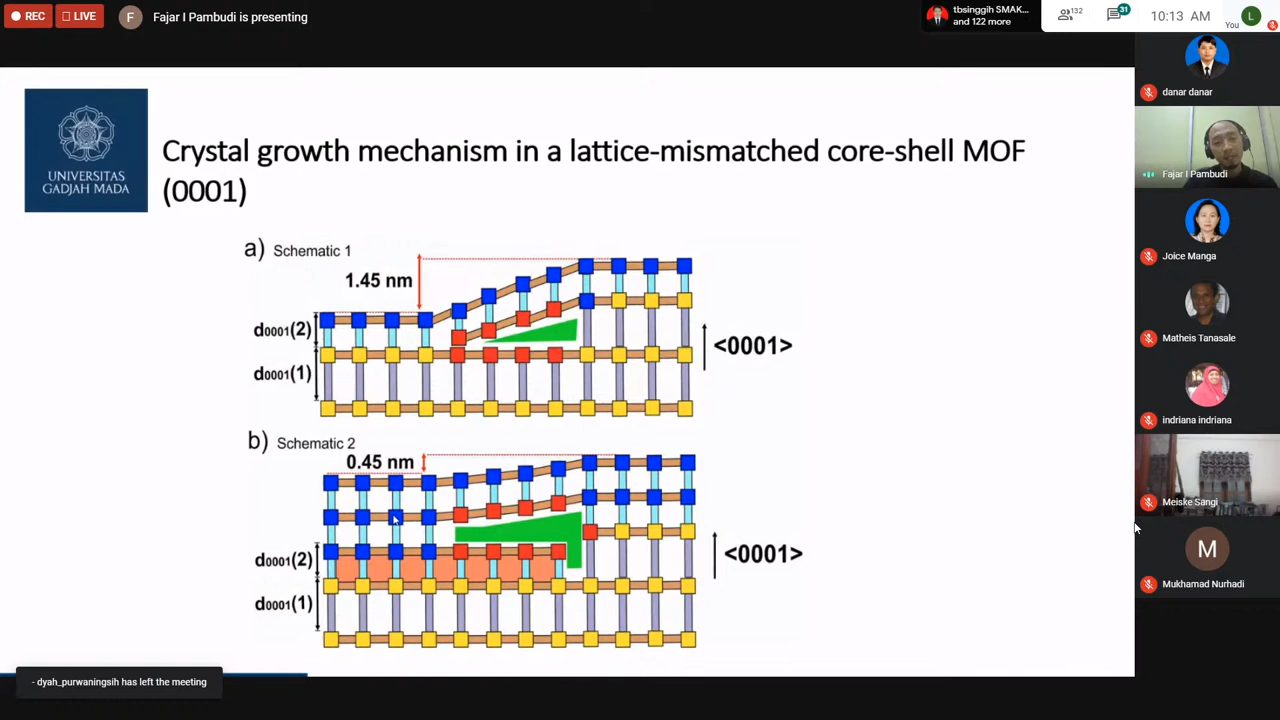 REC
LIVE
F
Fajar I Pambudi is presenting
tbsinggih SMAK...
and 122 more
132
31
10:13 AM
You
L
UNIVERSITAS
GADJAH MADA
Crystal growth mechanism in a lattice-mismatched core-shell MOF
(0001)
a) Schematic 1
1.45 nm
d0001(2)
d0001(1)
<0001>
b) Schematic 2
0.45 nm
d0001(2)
d0001(1)
<0001>
danar danar
Fajar I Pambudi
Joice Manga
Matheis Tanasale
indriana indriana
Meiske Sangi
M
Mukhamad Nurhadi
- dyah_purwaningsih has left the meeting